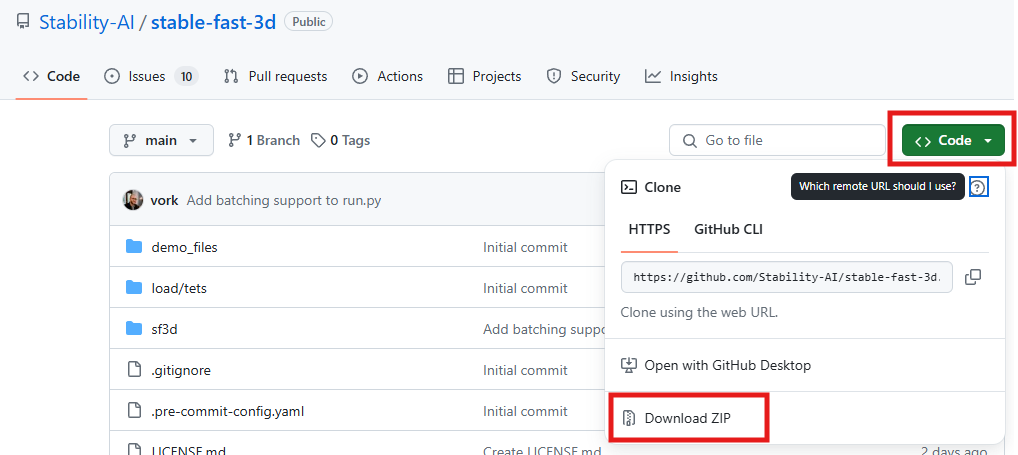 Stability-AI / stable-fast-3d Public
Code Issues 10 Pull requests Actions Projects Security Insights
main 1 Branch 0 Tags Go to file Code
vork Add batching support to run.py
demo_files Initial commit
load/tets Initial commit
sf3d Add batching suppo
.gitignore Initial commit
.pre-commit-config.yaml Initial commit
LICENSE.md Create LICENSE.md 2 days ago
Clone Which remote URL should I use?
HTTPS GitHub CLI
https://github.com/Stability-AI/stable-fast-3d.
Clone using the web URL.
Open with GitHub Desktop
Download ZIP